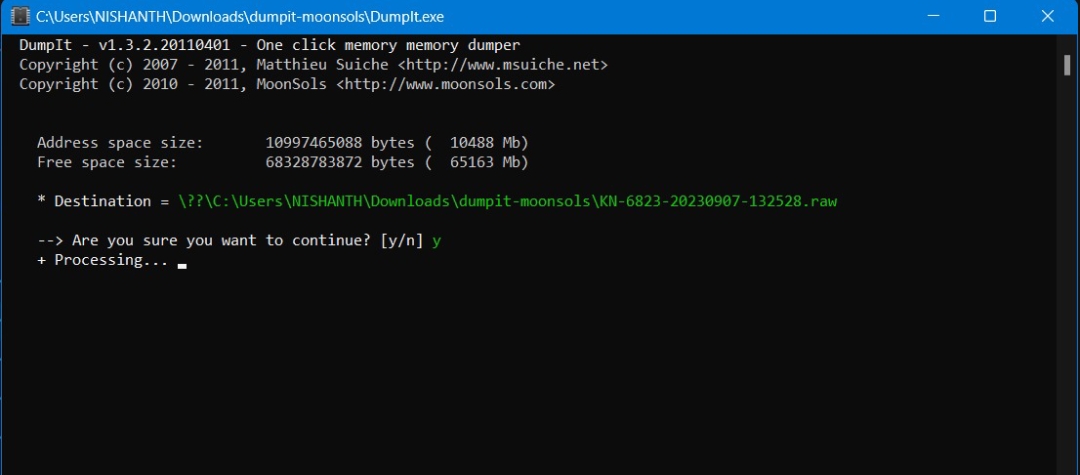 C:\Users\NISHANTH\Downloads\dumpit-moonsols\DumpIt.exe
DumpIt - v1.3.2.20110401 - One click memory memory dumper
Copyright (c) 2007 - 2011, Matthieu Suiche <http://www.msuiche.net>
Copyright (c) 2010 - 2011, MoonSols <http://www.moonsols.com>
Address space size: 10997465088 bytes ( 10488 Mb)
Free space size: 68328783872 bytes ( 65163 Mb)
* Destination = \??\C:\Users\NISHANTH\Downloads\dumpit-moonsols\KN-6823-20230907-132528.raw
--> Are you sure you want to continue? [y/n] y
+ Processing...